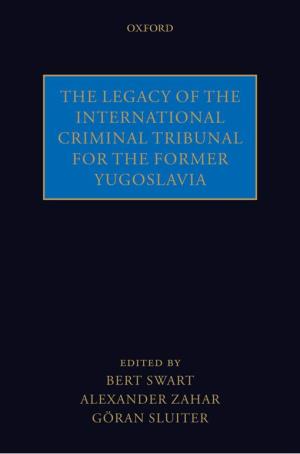 OXFORD
THE LEGACY OF THE
INTERNATIONAL
CRIMINAL TRIBUNAL
FOR THE FORMER
YUGOSLAVIA
EDITED BY
BERT SWART
ALEXANDER ZAHAR
GÖRAN SLUITER